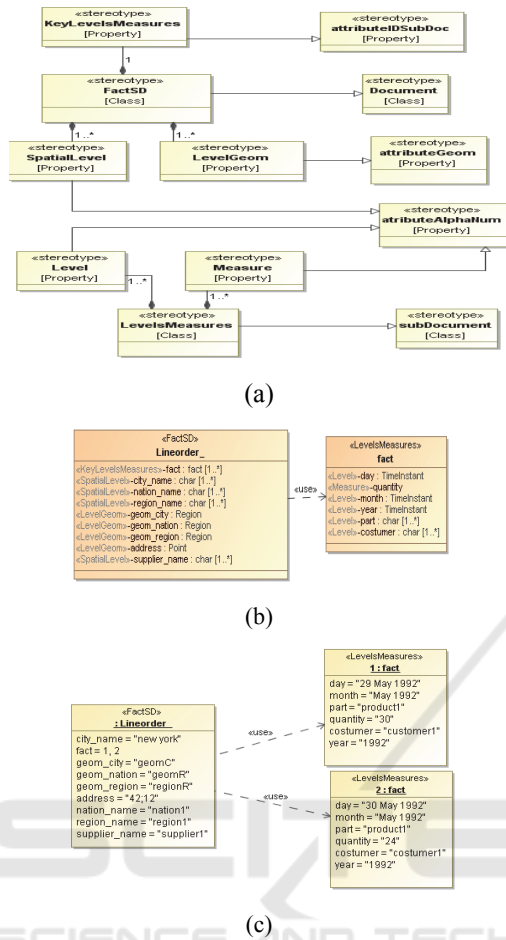 «stereotype»
KeyLevelsMeasures
[Property]
«stereotype»
attributeIDSubDoc
[Property]
1
«stereotype»
FactSD
[Class]
«stereotype»
Document
[Class]
1..*
1..*
«stereotype»
SpatialLevel
[Property]
«stereotype»
LevelGeom
[Property]
«stereotype»
attributeGeom
[Property]
«stereotype»
atributeAlphaNum
[Property]
«stereotype»
Level
[Property]
«stereotype»
Measure
[Property]
1..*
1..*
«stereotype»
LevelsMeasures
[Class]
«stereotype»
subDocument
[Class]
(a)
«FactSD»
Lineorder_
«KeyLevelsMeasures»-fact : fact [1..*]
«SpatialLevel»-city_name : char [1..*]
«SpatialLevel»-nation_name : char [1..*]
«SpatialLevel»-region_name : char [1..*]
«LevelGeom»-geom_city : Region
«LevelGeom»-geom_nation : Region
«LevelGeom»-geom_region : Region
«LevelGeom»-address : Point
«SpatialLevel»-supplier_name : char [1..*]
«use»
«LevelsMeasures»
fact
«Level»-day : TimeInstant
«Measure»-quantity
«Level»-month : TimeInstant
«Level»-year : TimeInstant
«Level»-part : char [1..*]
«Level»-costumer : char [1..*]
(b)
«FactSD»
: Lineorder_
city_name = "new york"
fact = 1, 2
geom_city = "geomC"
geom_nation = "geomR"
geom_region = "regionR"
address = "42;12"
nation_name = "nation1"
region_name = "region1"
supplier_name = "supplier1"
«use»
«use»
«LevelsMeasures»
1 : fact
day = "29 May 1992"
month = "May 1992"
part = "product1"
quantity = "30"
costumer = "customer1"
year = "1992"
«LevelsMeasures»
2 : fact
day = "30 May 1992"
month = "May 1992"
part = "product1"
quantity = "24"
costumer = "costumer1"
year = "1992"
(c)